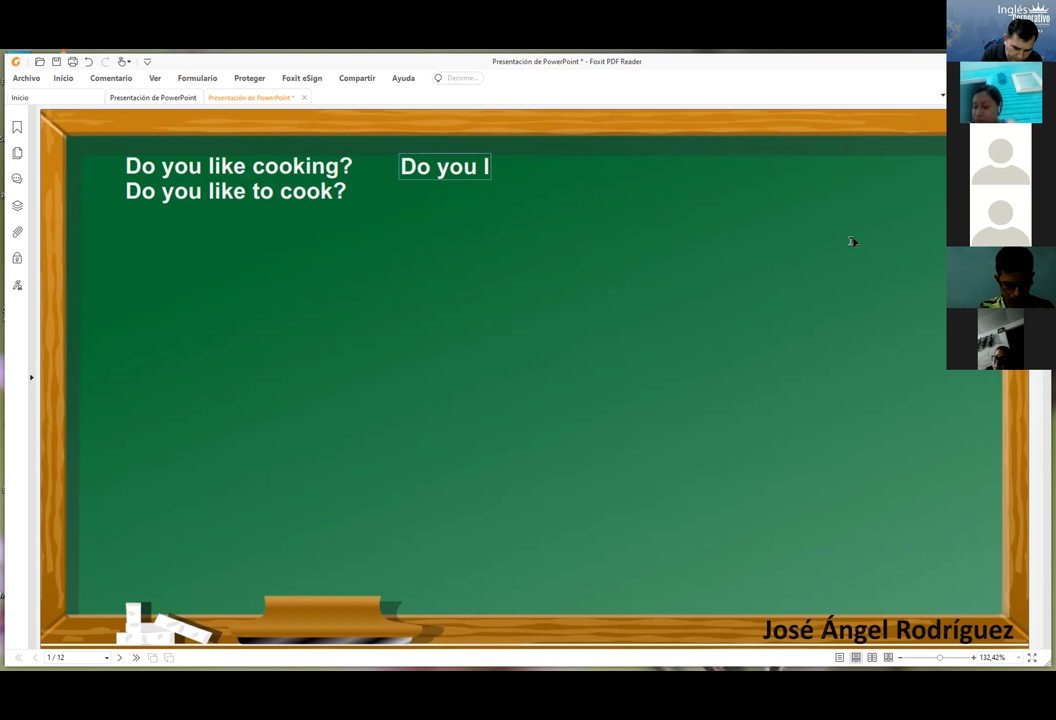 Inglés
Corporativo
Presentación de PowerPoint * - Foxit PDF Reader
Archivo Inicio Comentario Ver Formulario Proteger Foxit eSign Compartir Ayuda Decirme...
Inicio Presentación de PowerPoint Presentación de PowerPoint *
Do you like cooking? Do you l
Do you like to cook?
José Ángel Rodríguez
1 / 12 132,42%